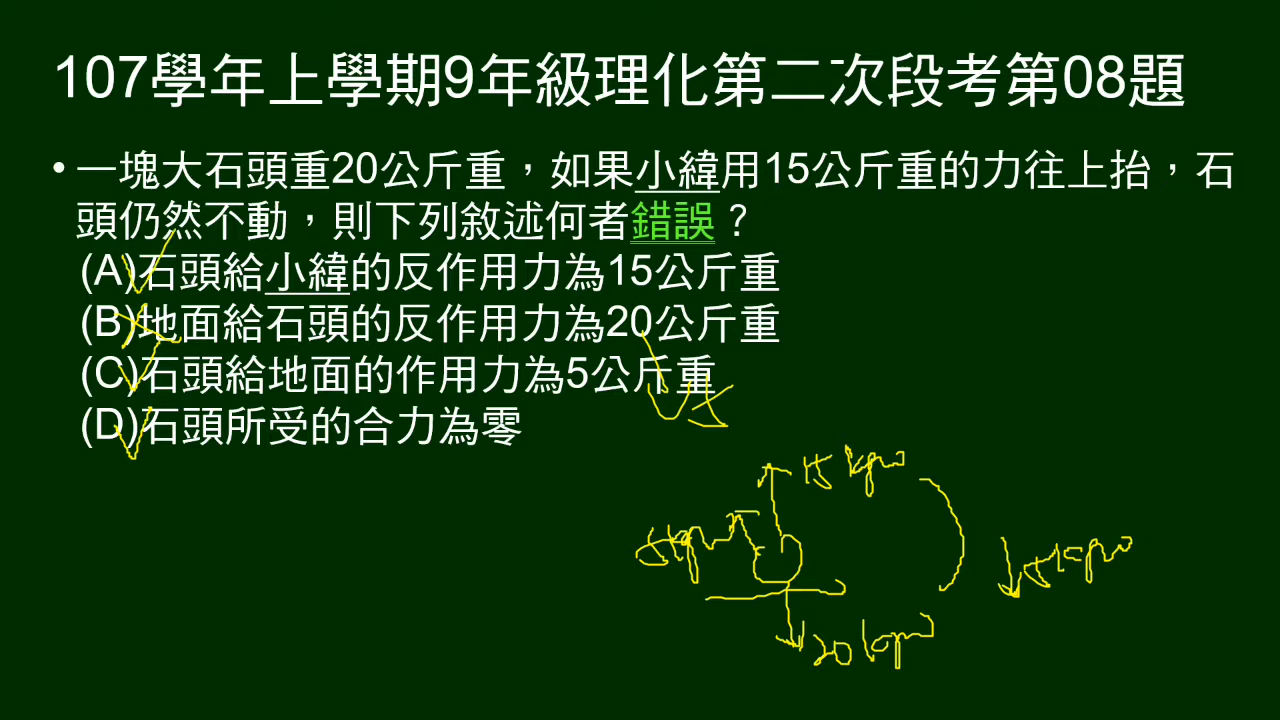 107學年上學期9年級理化第二次段考第08題
• 一塊大石頭重20公斤重，如果小緯用15公斤重的力往上抬，石
頭仍然不動，則下列敘述何者錯誤？
(A)石頭給小緯的反作用力為15公斤重
(B)地面給石頭的反作用力為20公斤重
(C)石頭給地面的作用力為5公斤重
(D)石頭所受的合力為零
15 kgw
5kgw
5kgw
20 kgw